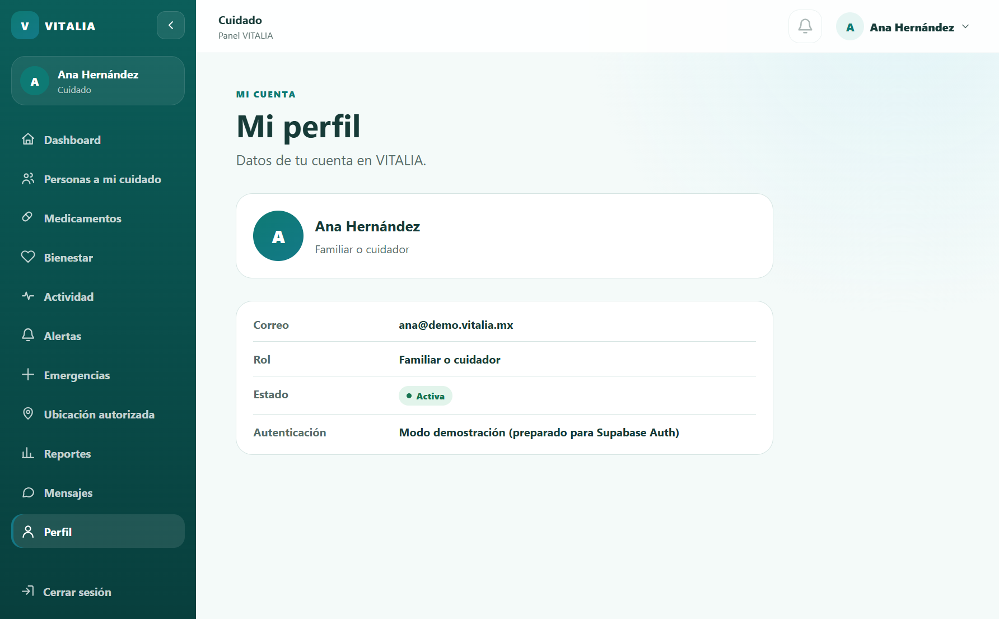 V VITALIA
A Ana Hernández
Cuidado
Dashboard
Personas a mi cuidado
Medicamentos
Bienestar
Actividad
Alertas
Emergencias
Ubicación autorizada
Reportes
Mensajes
Perfil
Cerrar sesión
Cuidado
Panel VITALIA
A Ana Hernández
MI CUENTA
Mi perfil
Datos de tu cuenta en VITALIA.
A Ana Hernández
Familiar o cuidador
Correo ana@demo.vitalia.mx
Rol Familiar o cuidador
Estado Activa
Autenticación Modo demostración (preparado para Supabase Auth)